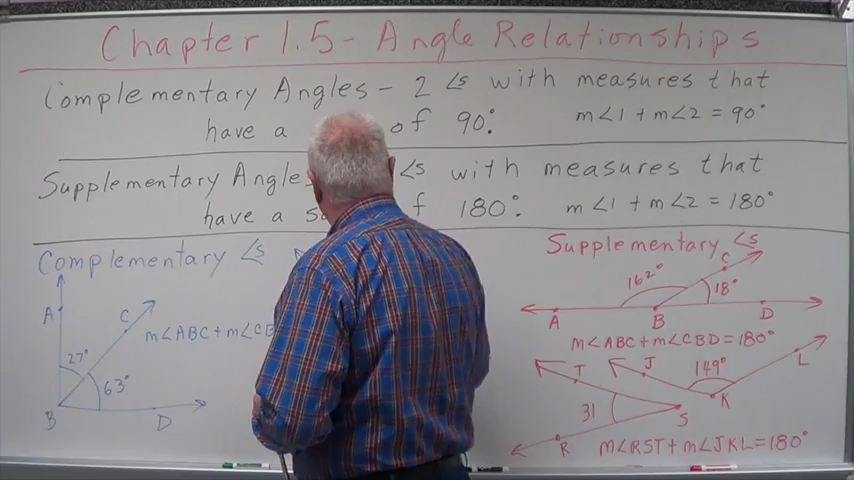 Chapter 1.5 - Angle Relationships
Complementary Angles - 2 ∠s with measures that
have a of 90°. m∠1 + m∠2 = 90°
Supplementary Angles ∠s with measures that
have a 180°. m∠1 + m∠2 = 180°
Complementary ∠s
A
C
27°
63°
B
D
m∠ABC + m∠CB
Supplementary ∠s
162°
C
18°
A
B
D
m∠ABC + m∠CBD = 180°
T
J
149°
L
K
31
S
R
m∠RST + m∠JKL = 180°